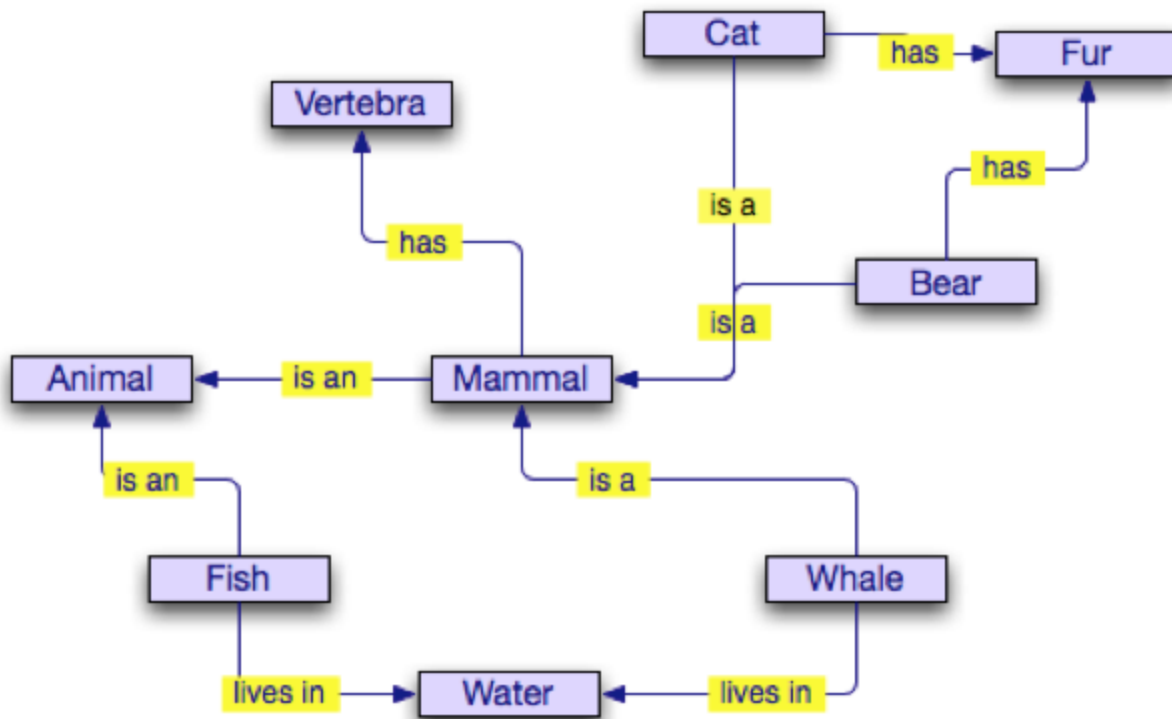 Cat
has
Fur
Vertebra
has
is a
has
Bear
is a
Animal
is an
Mammal
is an
is a
Fish
Whale
lives in
Water
lives in